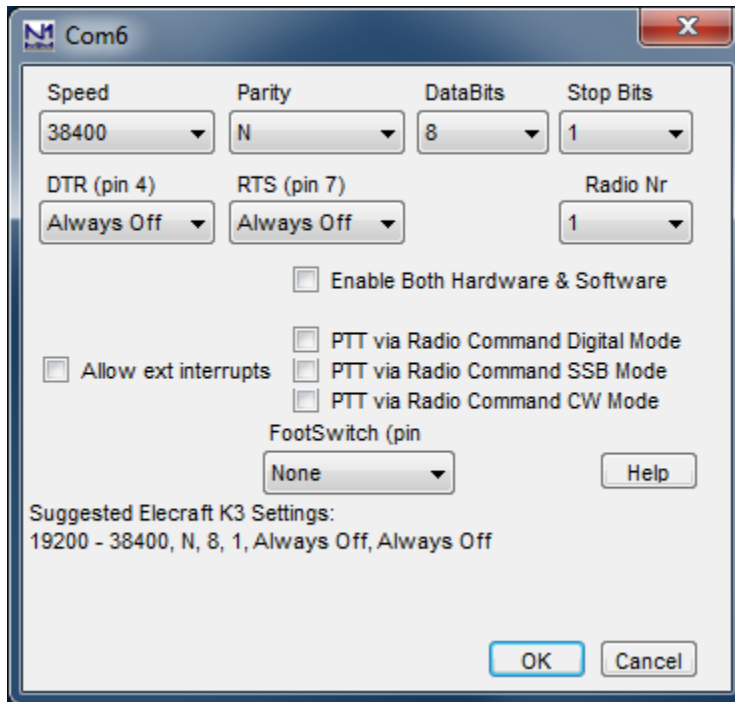 N1
Com6
Speed Parity DataBits Stop Bits
38400 N 8 1
DTR (pin 4) RTS (pin 7) Radio Nr
Always Off Always Off 1
Enable Both Hardware & Software
PTT via Radio Command Digital Mode
Allow ext interrupts PTT via Radio Command SSB Mode
PTT via Radio Command CW Mode
FootSwitch (pin
None Help
Suggested Elecraft K3 Settings:
19200 - 38400, N, 8, 1, Always Off, Always Off
OK Cancel